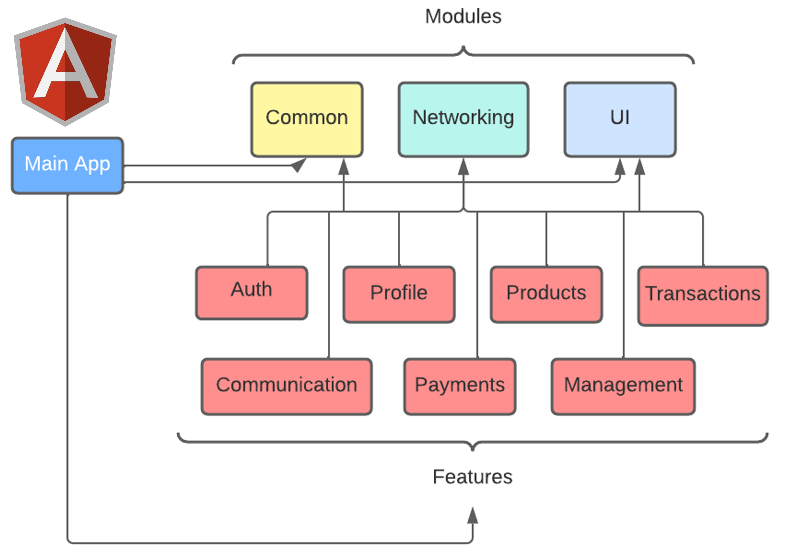 Modules
A
Common
Networking
UI
Main App
Auth
Profile
Products
Transactions
Communication
Payments
Management
Features